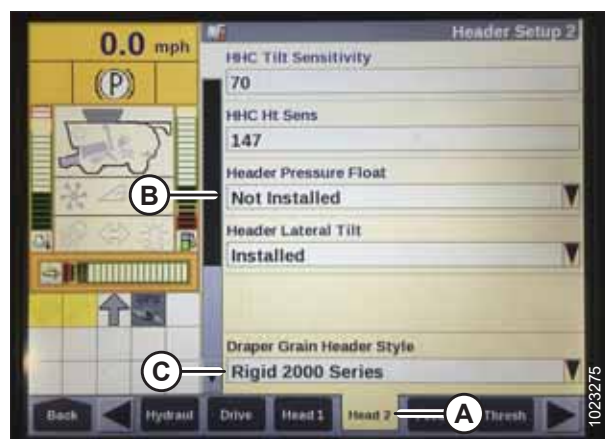 0.0 mph
Header Setup 2
(P)
HHC Tilt Sensitivity
70
HHC Ht Sens
147
Header Pressure Float
B
Not Installed
Header Lateral Tilt
Installed
Draper Grain Header Style
C
Rigid 2000 Series
Back
Hydraul
Drive
Head 1
Head 2
A
Thresh
1023275